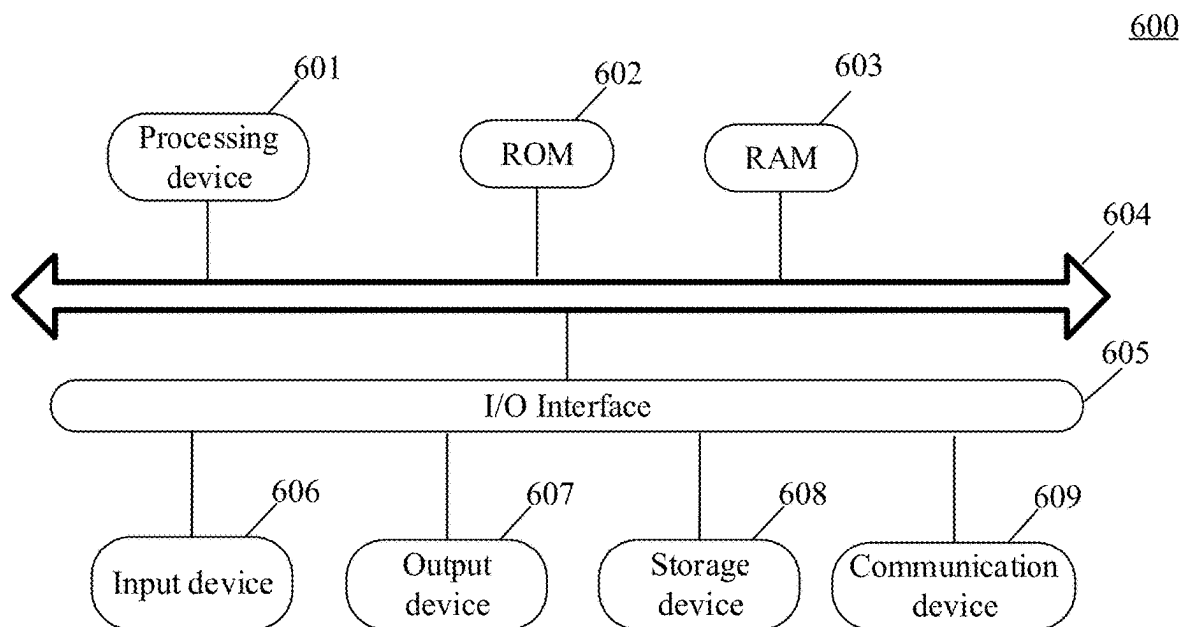 600
601
602
603
Processing
device
ROM
RAM
604
605
I/O Interface
606
607
608
609
Input device
Output
device
Storage
device
Communication
device